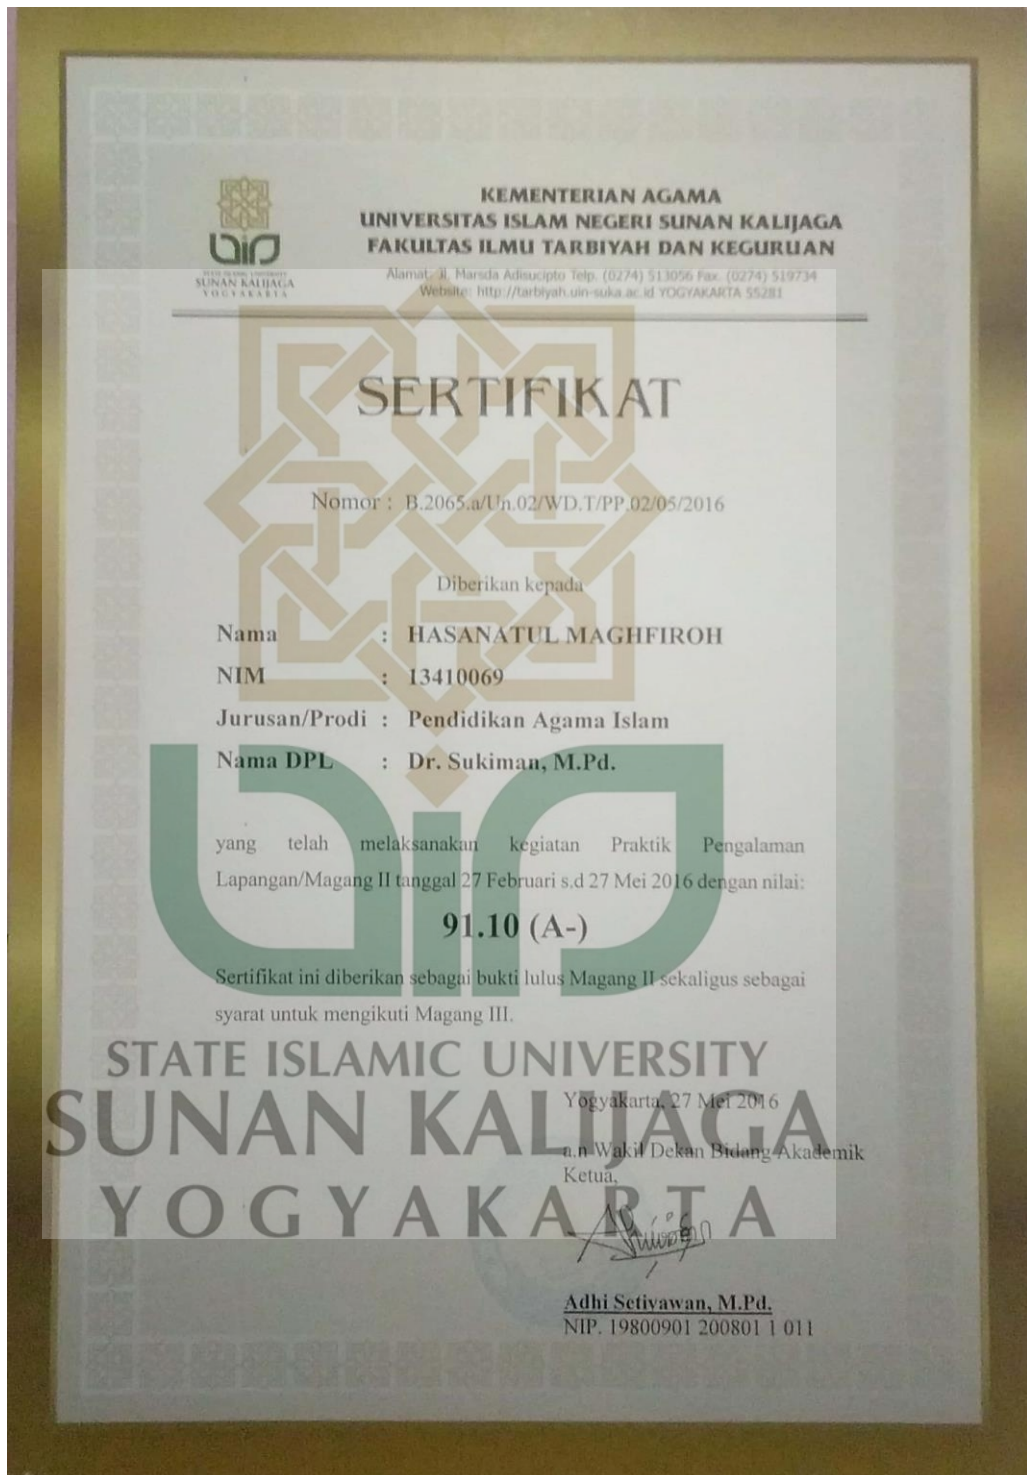 KEMENTERIAN AGAMA
UNIVERSITAS ISLAM NEGERI SUNAN KALIJAGA
FAKULTAS ILMU TARBIYAH DAN KEGURUAN
Alamat: Jl. Marsda Adisucipto Telp. (0274) 513056 Fax. (0274) 519734
Website: http://tarbiyah.uin-suka.ac.id YOGYAKARTA 55281
uin
STATE ISLAMIC UNIVERSITY
SUNAN KALIJAGA
YOGYAKARTA
SERTIFIKAT
Nomor : B.2065.a/Un.02/WD.T/PP.02/05/2016
Diberikan kepada
Nama : HASANATUL MAGHFIROH
NIM : 13410069
Jurusan/Prodi : Pendidikan Agama Islam
Nama DPL : Dr. Sukiman, M.Pd.
yang telah melaksanakan kegiatan Praktik Pengalaman
Lapangan/Magang II tanggal 27 Februari s.d 27 Mei 2016 dengan nilai:
91.10 (A-)
Sertifikat ini diberikan sebagai bukti lulus Magang II sekaligus sebagai
syarat untuk mengikuti Magang III.
uin
STATE ISLAMIC UNIVERSITY
SUNAN KALIJAGA
YOGYAKARTA
Yogyakarta, 27 Mei 2016
a.n Wakil Dekan Bidang Akademik
Ketua,
Adhi Setiyawan, M.Pd.
NIP. 19800901 200801 1 011